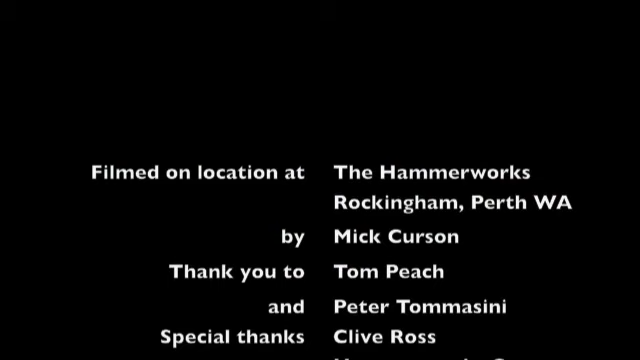 Filmed on location at The Hammerworks
Rockingham, Perth WA
by Mick Curson
Thank you to Tom Peach
and Peter Tommasini
Special thanks Clive Ross